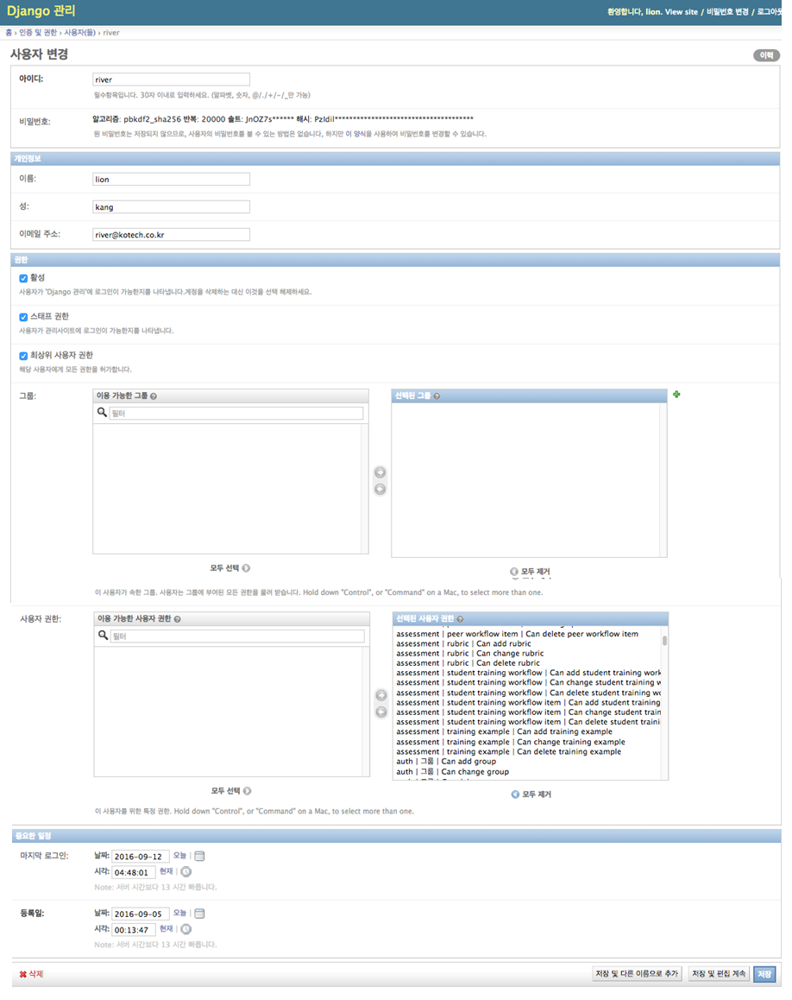 Django 관리
환영합니다, lion. View site / 비밀번호 변경 / 로그아웃
홈 › 인증 및 권한 › 사용자(들) › river
사용자 변경
이력
아이디: river
필수항목입니다. 30자 이내로 입력하세요. (알파벳, 숫자, @/./+/-/_만 가능)
비밀번호: 알고리즘: pbkdf2_sha256 반복: 20000 솔트: JnOZ7s****** 해시: PzIdil**************************************
원 비밀번호는 저장되지 않으므로, 사용자의 비밀번호를 볼 수 있는 방법은 없습니다, 하지만 이 양식을 사용하여 비밀번호를 변경할 수 있습니다.
개인정보
이름: lion
성: kang
이메일 주소: river@kotech.co.kr
권한
활성
사용자가 'Django 관리'에 로그인이 가능한지를 나타냅니다.계정을 삭제하는 대신 이것을 선택 해제하세요.
스태프 권한
사용자가 관리사이트에 로그인이 가능한지를 나타냅니다.
최상위 사용자 권한
해당 사용자에게 모든 권한을 허가합니다.
그룹:
이용 가능한 그룹
필터
선택된 그룹
모두 선택
모두 제거
이 사용자가 속한 그룹. 사용자는 그룹에 부여된 모든 권한을 물려 받습니다. Hold down "Control", or "Command" on a Mac, to select more than one.
사용자 권한:
이용 가능한 사용자 권한
필터
선택된 사용자 권한
assessment | peer workflow item | Can delete peer workflow item
assessment | rubric | Can add rubric
assessment | rubric | Can change rubric
assessment | rubric | Can delete rubric
assessment | student training workflow | Can add student training work
assessment | student training workflow | Can change student training w
assessment | student training workflow | Can delete student training wo
assessment | student training workflow item | Can add student training
assessment | student training workflow item | Can change student train
assessment | student training workflow item | Can delete student traini
assessment | training example | Can add training example
assessment | training example | Can change training example
assessment | training example | Can delete training example
auth | 그룹 | Can add group
auth | 그룹 | Can change group
모두 선택
모두 제거
이 사용자를 위한 특정 권한. Hold down "Control", or "Command" on a Mac, to select more than one.
중요한 일정
마지막 로그인: 날짜: 2016-09-12 오늘 |
시각: 04:48:01 현재 |
Note: 서버 시간보다 13 시간 빠릅니다.
등록일: 날짜: 2016-09-05 오늘 |
시각: 00:13:47 현재 |
Note: 서버 시간보다 13 시간 빠릅니다.
삭제
저장 및 다른 이름으로 추가
저장 및 편집 계속
저장